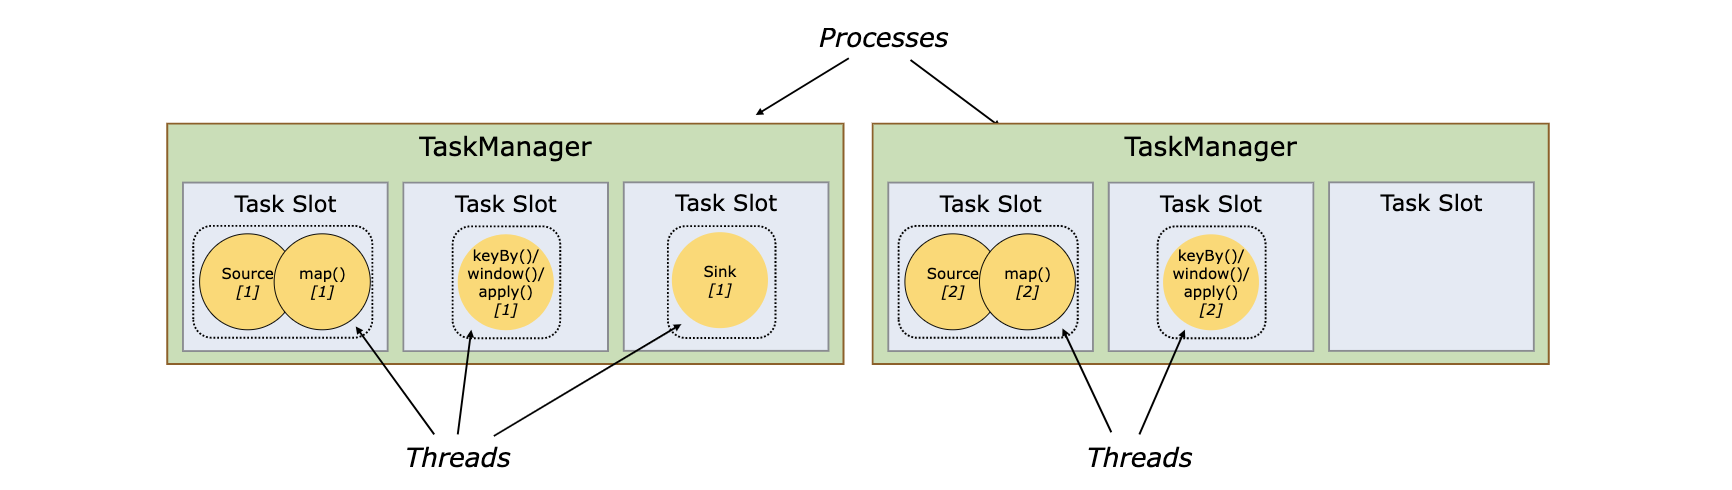 Processes
TaskManager
Task Slot
Source
[1]
map()
[1]
Task Slot
keyBy()/
window()/
apply()
[1]
Task Slot
Sink
[1]
TaskManager
Task Slot
Source
[2]
map()
[2]
Task Slot
keyBy()/
window()/
apply()
[2]
Task Slot
Threads
Threads